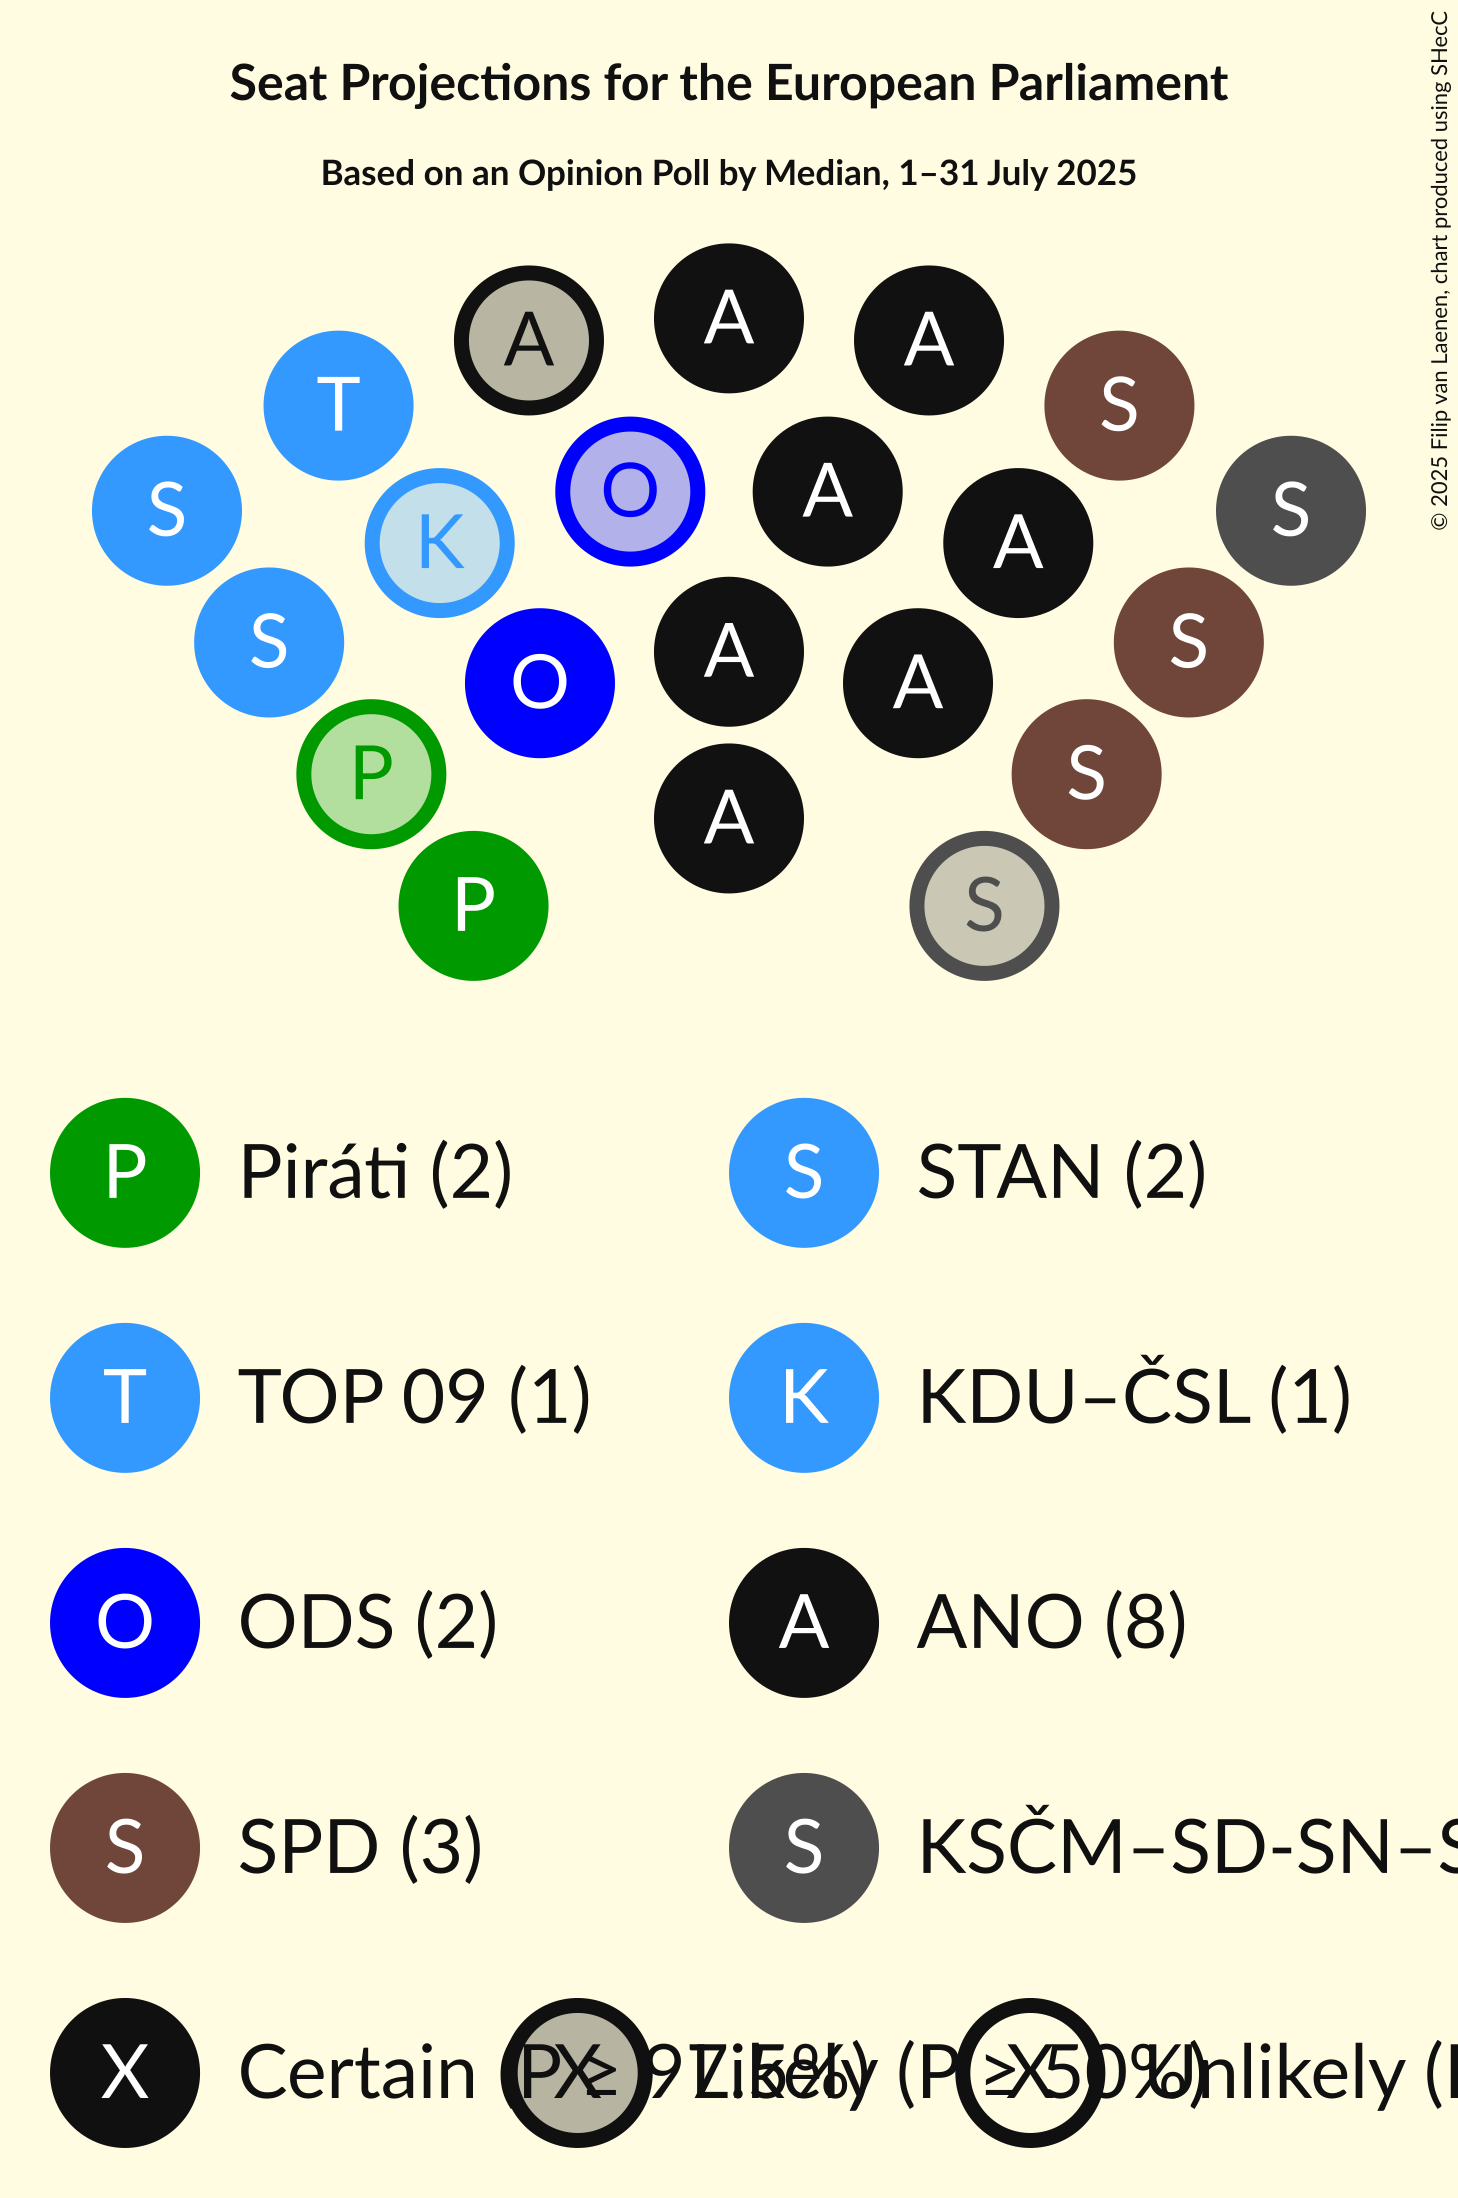 Seat Projections for the European Parliament
Based on an Opinion Poll by Median, 1–31 July 2025
© 2025 Filip van Laenen, chart produced using SHecC
A
A
A
T
S
S
S
O
A
K
A
S
S
O
A
A
S
P
S
A
P
S
P Piráti (2)
S STAN (2)
T TOP 09 (1)
K KDU–ČSL (1)
O ODS (2)
A ANO (8)
S SPD (3)
S KSČM–SD-SN–S
X Certain (P ≥ 97.5%)
X Likely (P ≥ 50%)
X Unlikely (